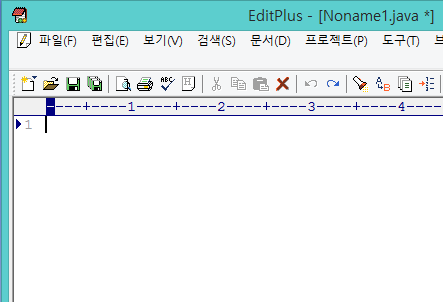 EditPlus - [Noname1.java *]
파일(F) 편집(E) 보기(V) 검색(S) 문서(D) 프로젝트(P) 도구(T)
ABC A B
----+----1----+----2----+----3----+----4----
1